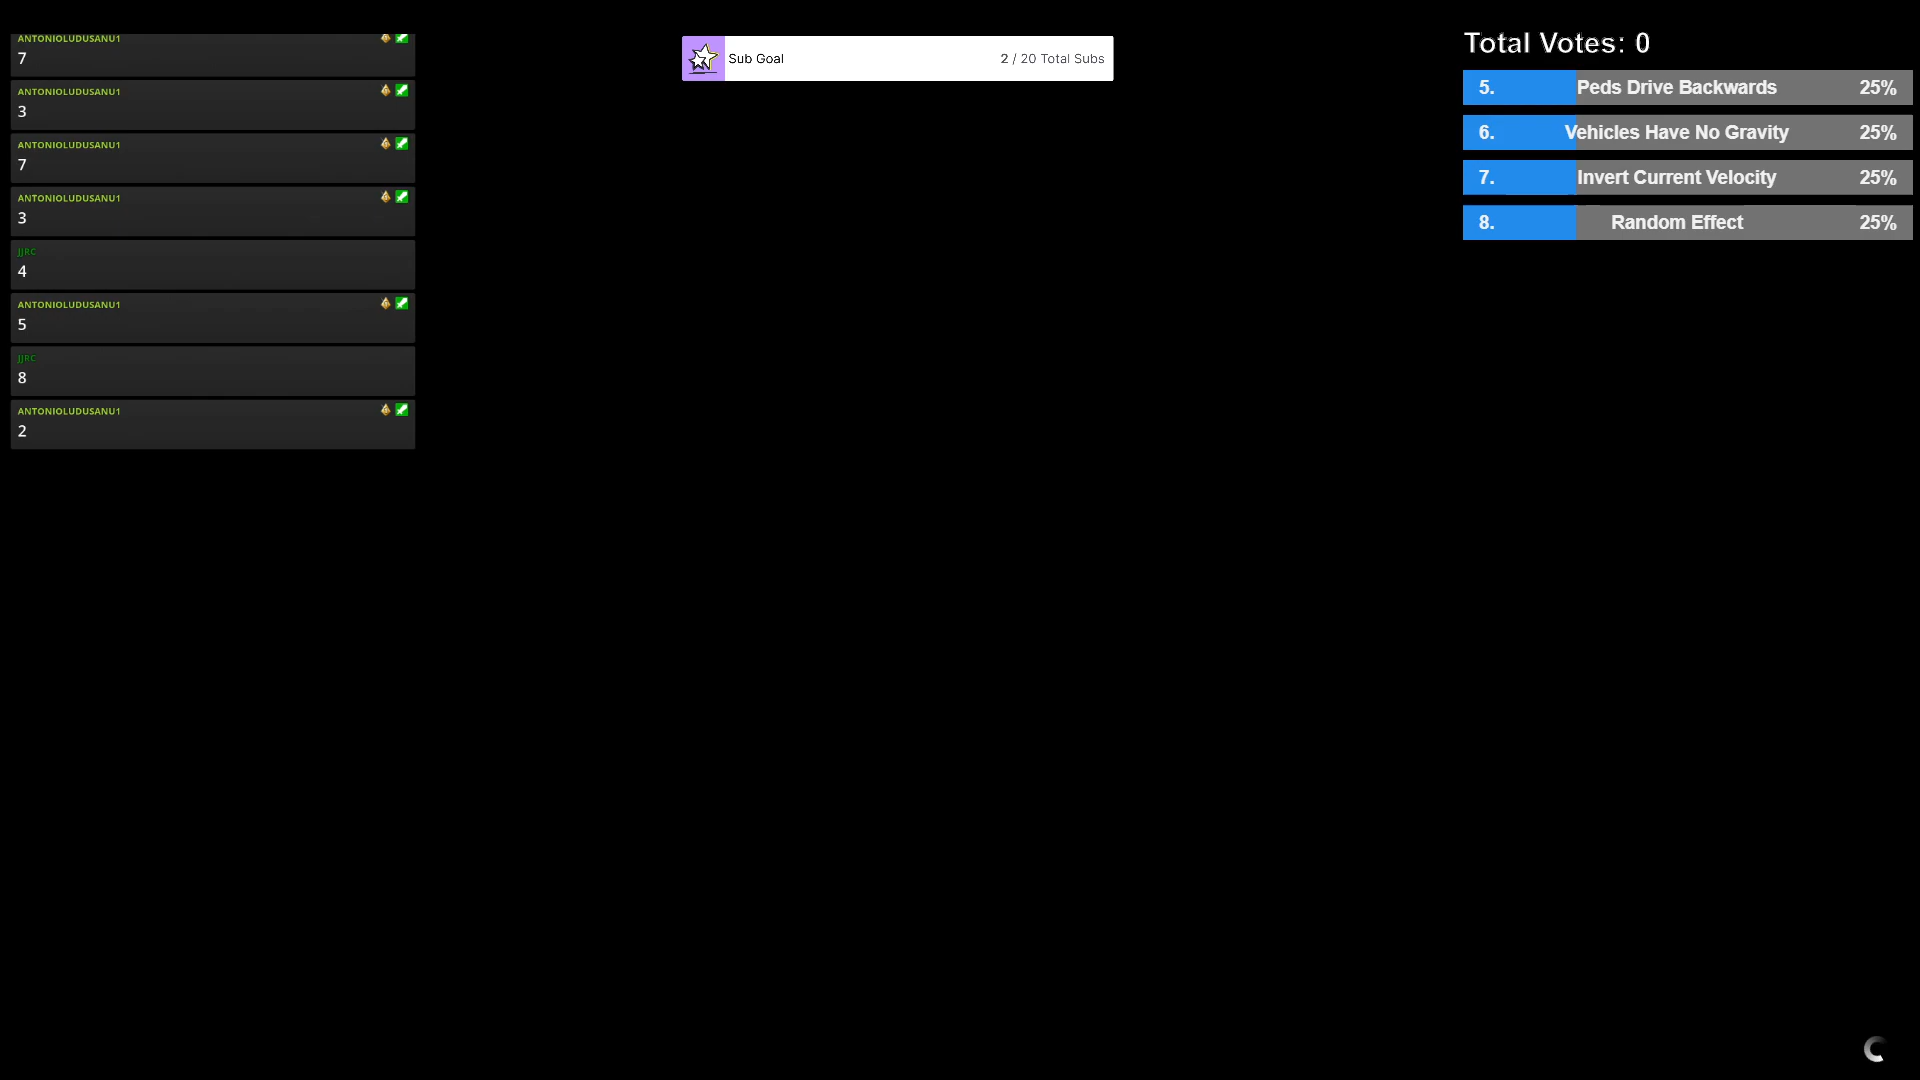 ANTONIOLUDUSANU1
7
ANTONIOLUDUSANU1
3
ANTONIOLUDUSANU1
7
ANTONIOLUDUSANU1
3
JJRC
4
ANTONIOLUDUSANU1
5
JJRC
8
ANTONIOLUDUSANU1
2
Sub Goal 2 / 20 Total Subs
Total Votes: 0
5. Peds Drive Backwards 25%
6. Vehicles Have No Gravity 25%
7. Invert Current Velocity 25%
8. Random Effect 25%